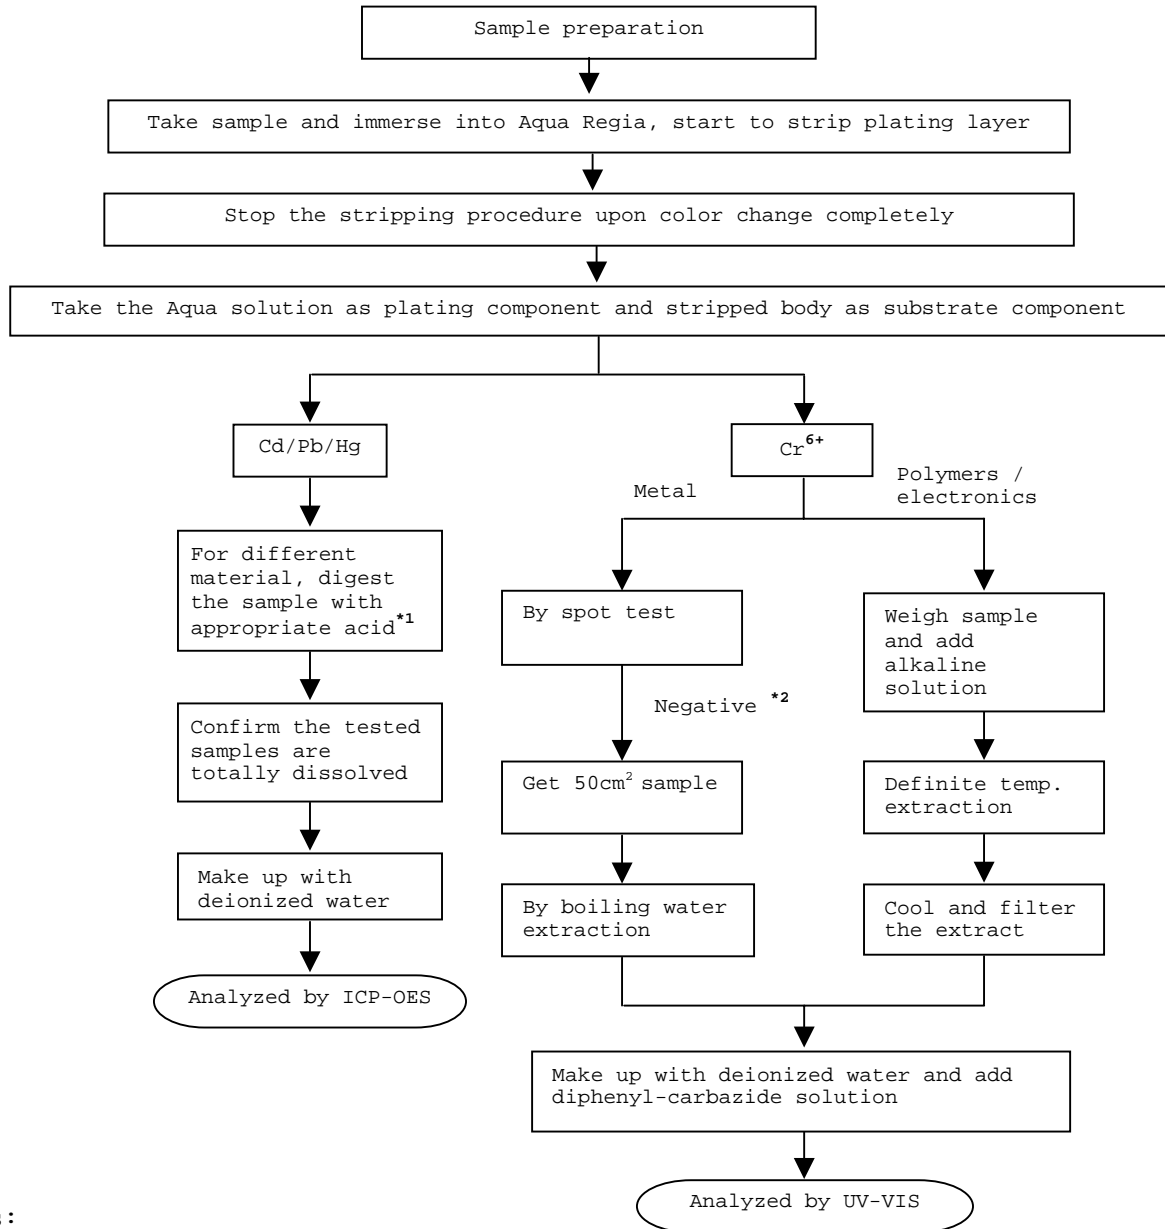 Sample preparation
Take sample and immerse into Aqua Regia, start to strip plating layer
Stop the stripping procedure upon color change completely
Take the Aqua solution as plating component and stripped body as substrate component
Cd/Pb/Hg
Cr6+
Metal
Polymers /
electronics
For different
material, digest
the sample with
appropriate acid*1
By spot test
Weigh sample
and add
alkaline
solution
Negative *2
Confirm the tested
samples are
totally dissolved
Get 50cm2 sample
Definite temp.
extraction
Make up with
deionized water
By boiling water
extraction
Cool and filter
the extract
Analyzed by ICP-OES
Make up with deionized water and add
diphenyl-carbazide solution
Analyzed by UV-VIS